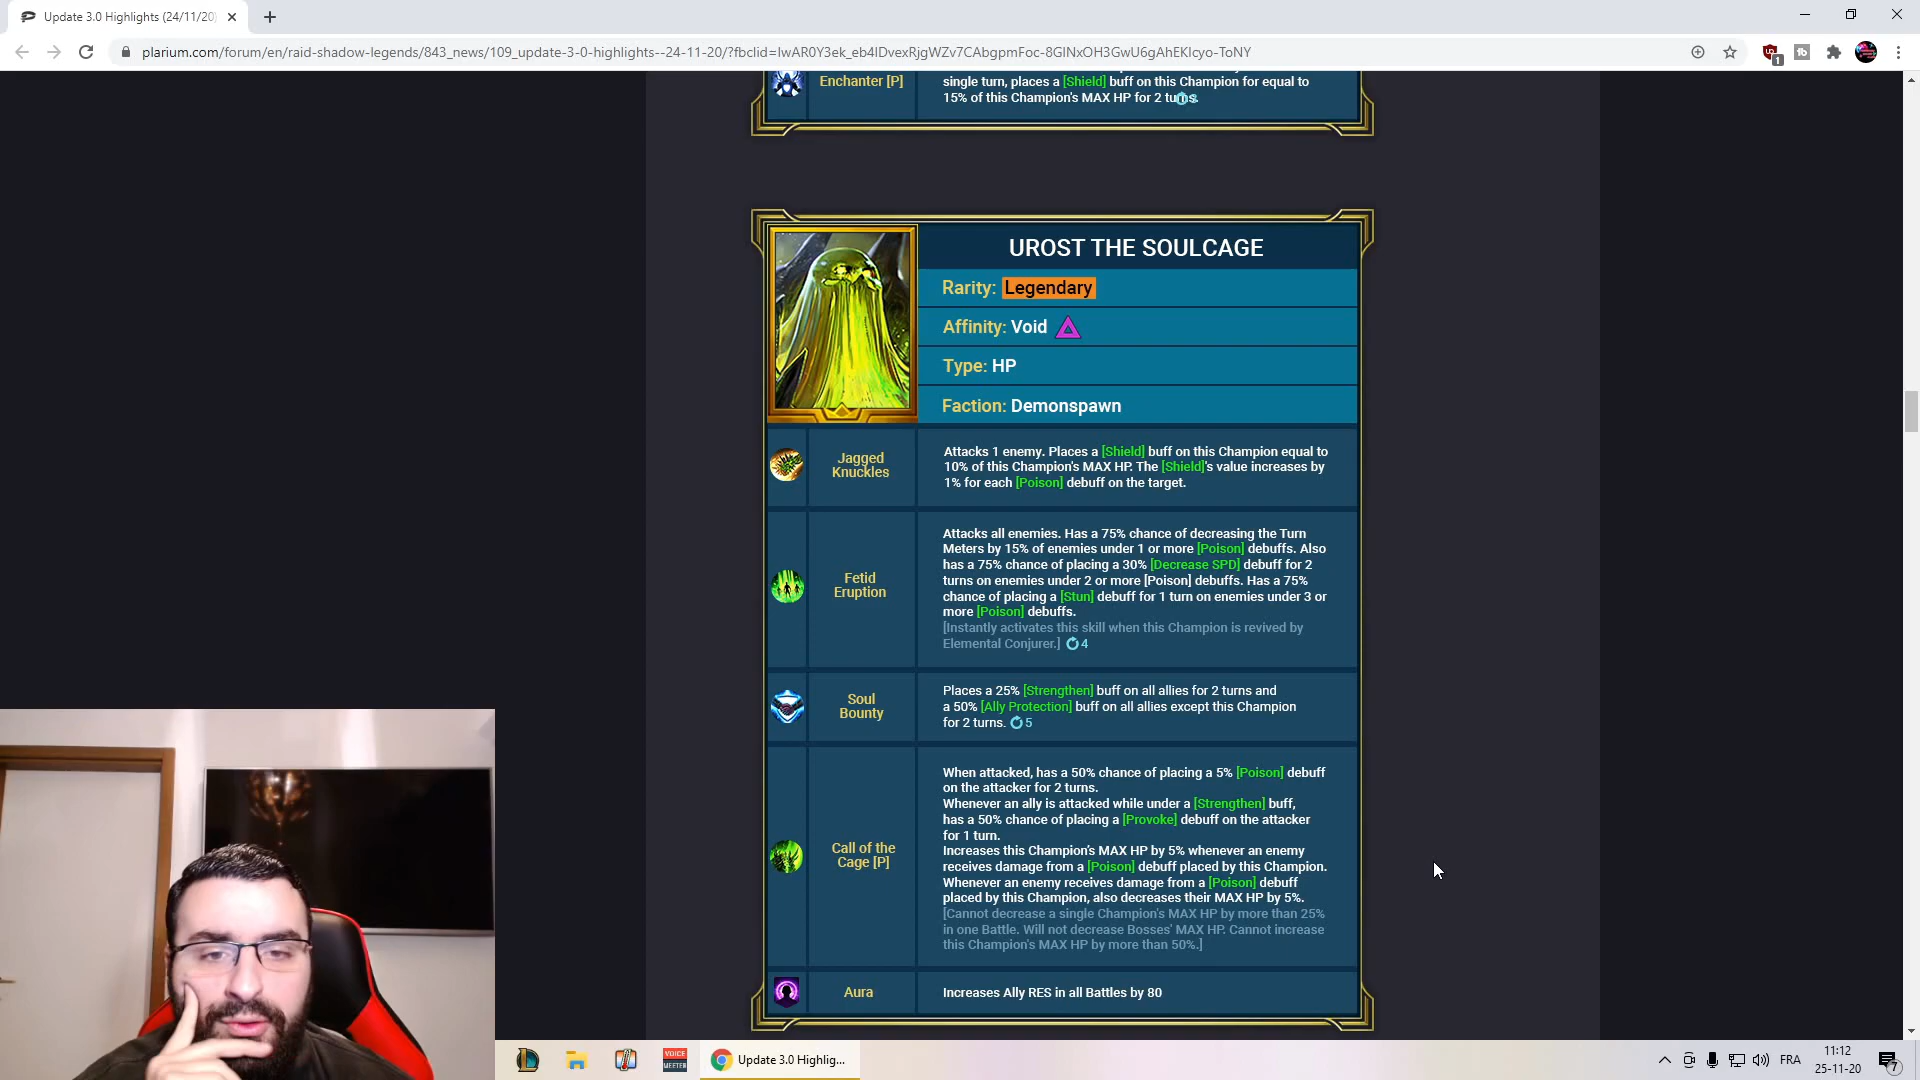 Update 3.0 Highlights (24/11/20)
plarium.com/forum/en/raid-shadow-legends/843_news/109_update-3-0-highlights--24-11-20/?fbclid=IwAR0Y3ek_eb4IDvexRjgWZv7CAbgpmFoc-8GlNxOH3GwU6gAhEKlcyo-ToNY
1
Enchanter [P]
single turn, places a [Shield] buff on this Champion for equal to
15% of this Champion's MAX HP for 2 turns.
UROST THE SOULCAGE
Rarity: Legendary
Affinity: Void
Type: HP
Faction: Demonspawn
Jagged
Knuckles
Attacks 1 enemy. Places a [Shield] buff on this Champion equal to
10% of this Champion's MAX HP. The [Shield]'s value increases by
1% for each [Poison] debuff on the target.
Fetid
Eruption
Attacks all enemies. Has a 75% chance of decreasing the Turn
Meters by 15% of enemies under 1 or more [Poison] debuffs. Also
has a 75% chance of placing a 30% [Decrease SPD] debuff for 2
turns on enemies under 2 or more [Poison] debuffs. Has a 75%
chance of placing a [Stun] debuff for 1 turn on enemies under 3 or
more [Poison] debuffs.
[Instantly activates this skill when this Champion is revived by
Elemental Conjurer.] 4
Soul
Bounty
Places a 25% [Strengthen] buff on all allies for 2 turns and
a 50% [Ally Protection] buff on all allies except this Champion
for 2 turns. 5
Call of the
Cage [P]
When attacked, has a 50% chance of placing a 5% [Poison] debuff
on the attacker for 2 turns.
Whenever an ally is attacked while under a [Strengthen] buff,
has a 50% chance of placing a [Provoke] debuff on the attacker
for 1 turn.
Increases this Champion's MAX HP by 5% whenever an enemy
receives damage from a [Poison] debuff placed by this Champion.
Whenever an enemy receives damage from a [Poison] debuff
placed by this Champion, also decreases their MAX HP by 5%.
[Cannot decrease a single Champion's MAX HP by more than 25%
in one Battle. Will not decrease Bosses' MAX HP. Cannot increase
this Champion's MAX HP by more than 50%.]
Aura
Increases Ally RES in all Battles by 80
VOICE
MEETER
Update 3.0 Highlig...
FRA
11:12
25-11-20
7